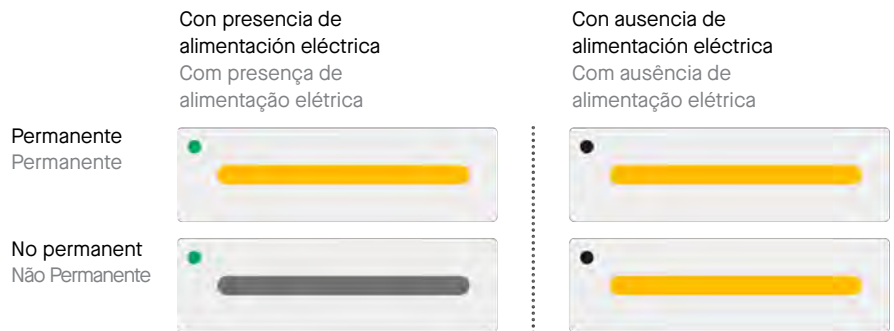 Con presencia de
alimentación eléctrica
Com presença de
alimentação elétrica
Con ausencia de
alimentación eléctrica
Com ausência de
alimentação elétrica
Permanente
Permanente
No permanent
Não Permanente